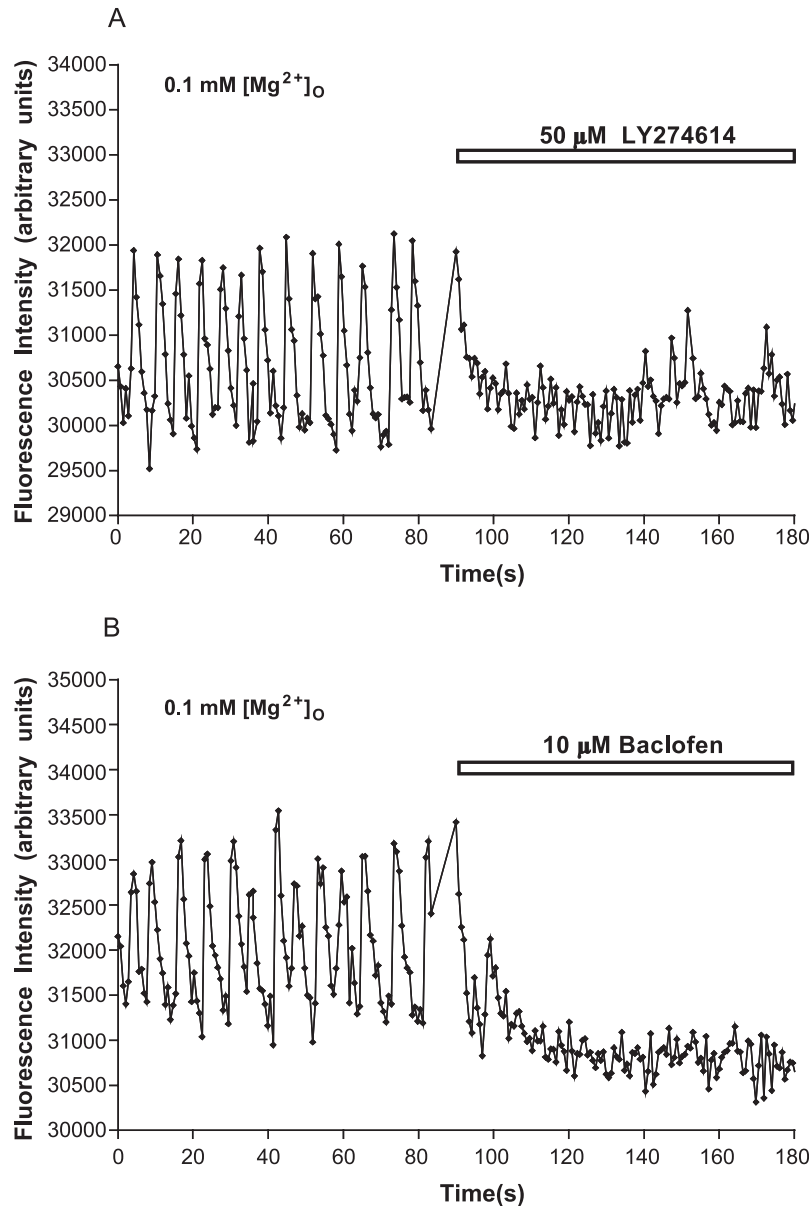 A
34000
33500
33000
32500
32000
31500
31000
30500
30000
29500
29000
Fluorescence Intensity (arbitrary units)
0.1 mM [Mg²⁺]O
50 µM LY274614
0 20 40 60 80 100 120 140 160 180
Time(s)
B
35000
34500
34000
33500
33000
32500
32000
31500
31000
30500
30000
Fluorescence Intensity (arbitrary units)
0.1 mM [Mg²⁺]O
10 µM Baclofen
0 20 40 60 80 100 120 140 160 180
Time(s)